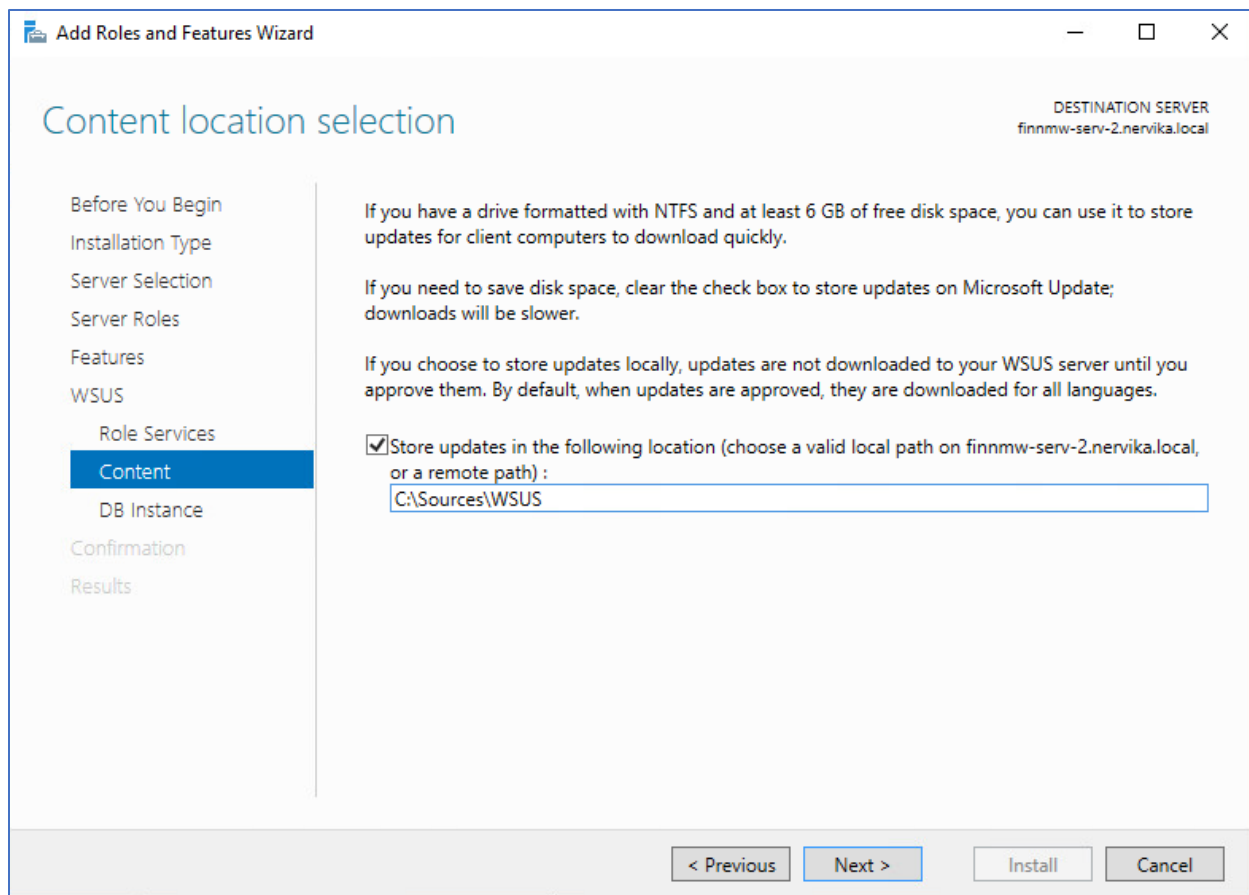 Add Roles and Features Wizard
Content location selection
DESTINATION SERVER
finnmw-serv-2.nervika.local
Before You Begin
Installation Type
Server Selection
Server Roles
Features
WSUS
Role Services
Content
DB Instance
Confirmation
Results
If you have a drive formatted with NTFS and at least 6 GB of free disk space, you can use it to store
updates for client computers to download quickly.
If you need to save disk space, clear the check box to store updates on Microsoft Update;
downloads will be slower.
If you choose to store updates locally, updates are not downloaded to your WSUS server until you
approve them. By default, when updates are approved, they are downloaded for all languages.
Store updates in the following location (choose a valid local path on finnmw-serv-2.nervika.local,
or a remote path) :
C:\Sources\WSUS
< Previous
Next >
Install
Cancel